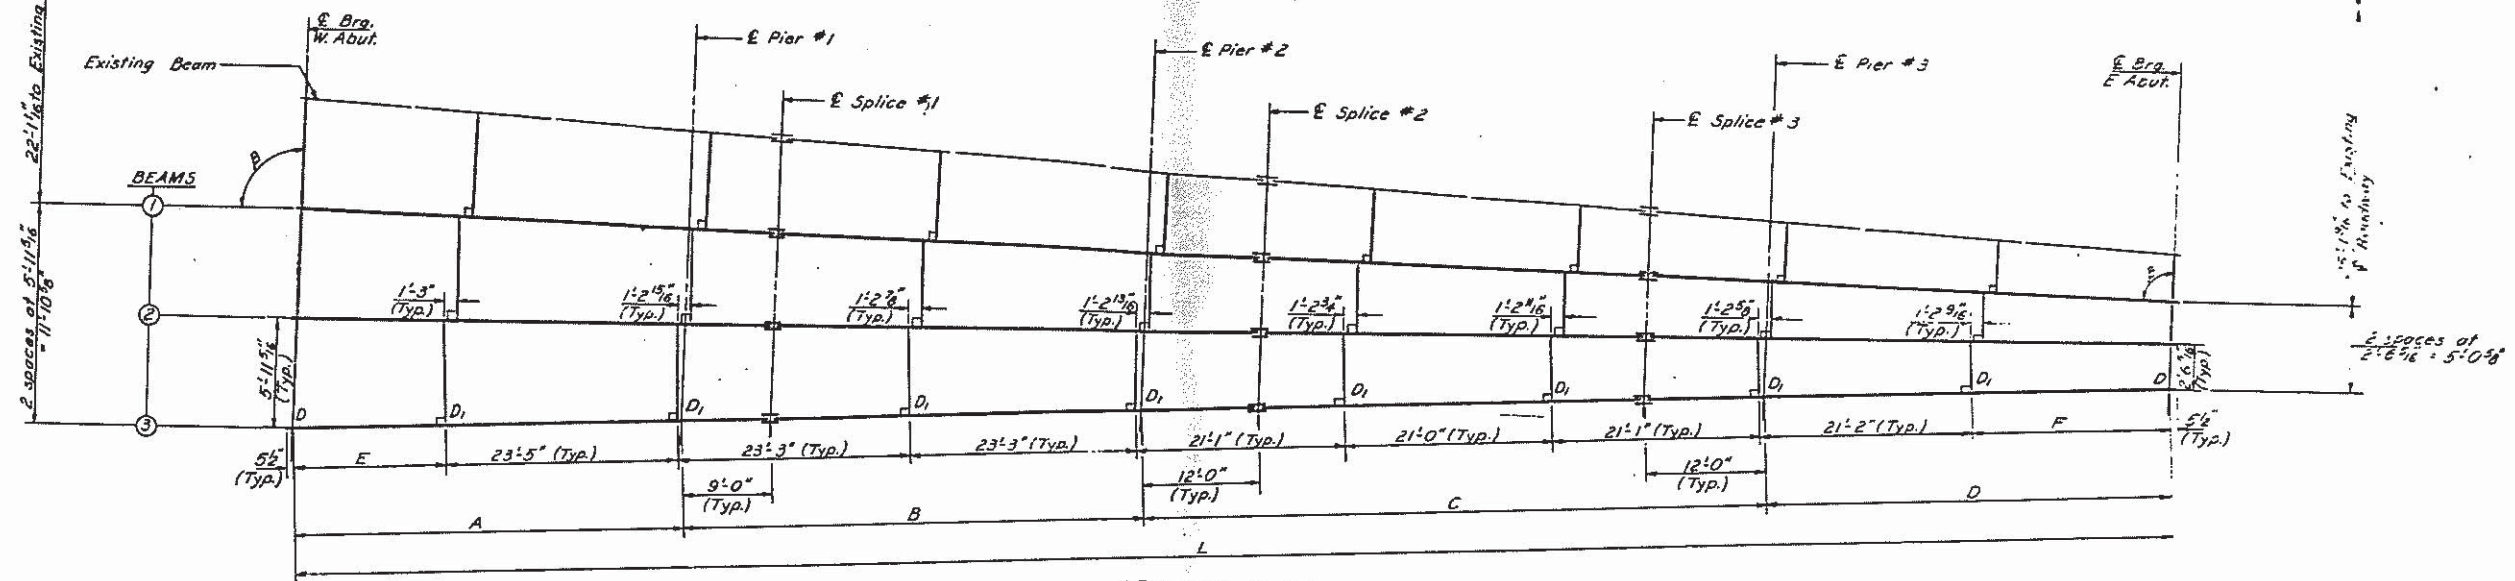 22'-1 1/16" to Existing
℄ Brg.
W. Abut.
℄ Pier #1
℄ Pier #2
℄ Pier #3
℄ Brg.
E Abut.
Existing Beam
℄ Splice #1
℄ Splice #2
℄ Splice #3
B
BEAMS
1
2
3
2 spaces at 5'-11 5/16"
= 11'-10 5/8"
to Existing
1'-3"
(Typ.)
1'-2 15/16"
(Typ.)
1'-2 7/8"
(Typ.)
1'-2 13/16"
(Typ.)
1'-2 3/4"
(Typ.)
1'-2 11/16"
(Typ.)
1'-2 5/8"
(Typ.)
1'-2 9/16"
(Typ.)
2 spaces at
2'-6 5/16" = 5'-0 5/8"
5'-11 5/16"
(Typ.)
2'-6 5/16"
(Typ.)
D
D1
D1
D1
D1
D1
D1
D1
D1
D
5 1/2"
(Typ.)
E
23'-5" (Typ.)
23'-3" (Typ.)
23'-3" (Typ.)
21'-1" (Typ.)
21'-0" (Typ.)
21'-1" (Typ.)
21'-2" (Typ.)
F
5 1/2"
(Typ.)
9'-0"
(Typ.)
12'-0"
(Typ.)
12'-0"
(Typ.)
A
B
C
D
L